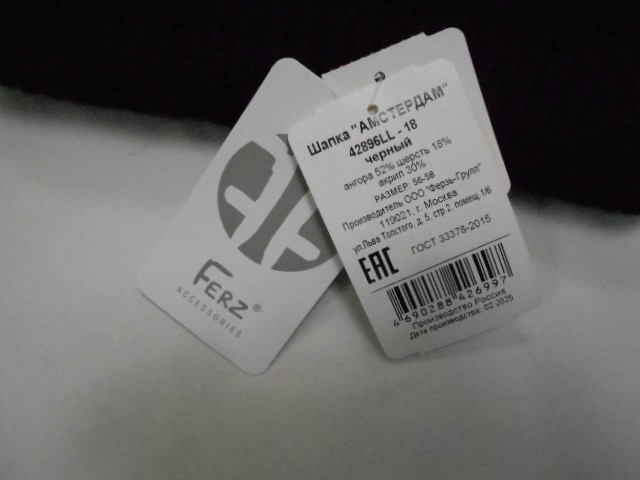 FERZ®
ACCESSORIES
Шапка "АМСТЕРДАМ"
42896LL - 18
черный
ангора 52% шерсть 18%
акрил 30%
РАЗМЕР: 56-58
Производитель ООО "Ферзь-Групп"
119021, г. Москва
ул.Льва Толстого, д. 5, стр.2, помещ. 1/6
ГОСТ 33378-2015
EAC
4 690288 426997
Производство Россия
Дата производства: 02.2025